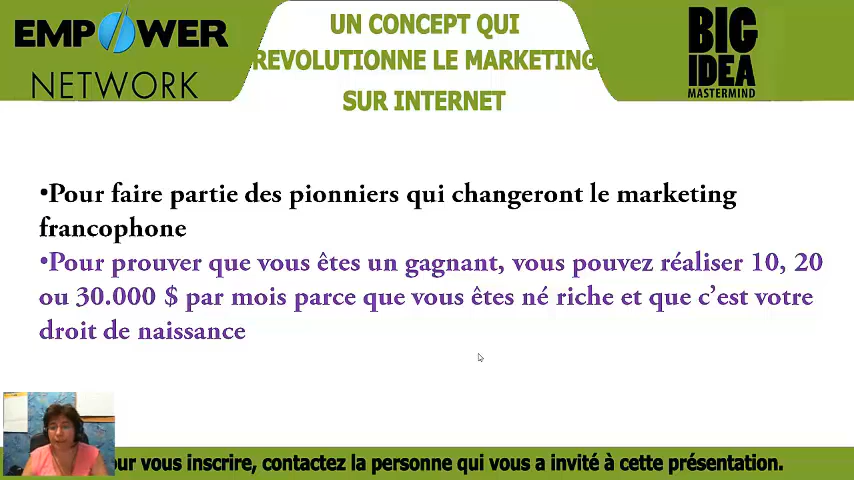 EMPOWER
NETWORK
UN CONCEPT QUI
REVOLUTIONNE LE MARKETING
SUR INTERNET
BIG
IDEA
MASTERMIND
•Pour faire partie des pionniers qui changeront le marketing
francophone
•Pour prouver que vous êtes un gagnant, vous pouvez réaliser 10, 20
ou 30.000 $ par mois parce que vous êtes né riche et que c’est votre
droit de naissance
our vous inscrire, contactez la personne qui vous a invité à cette présentation.